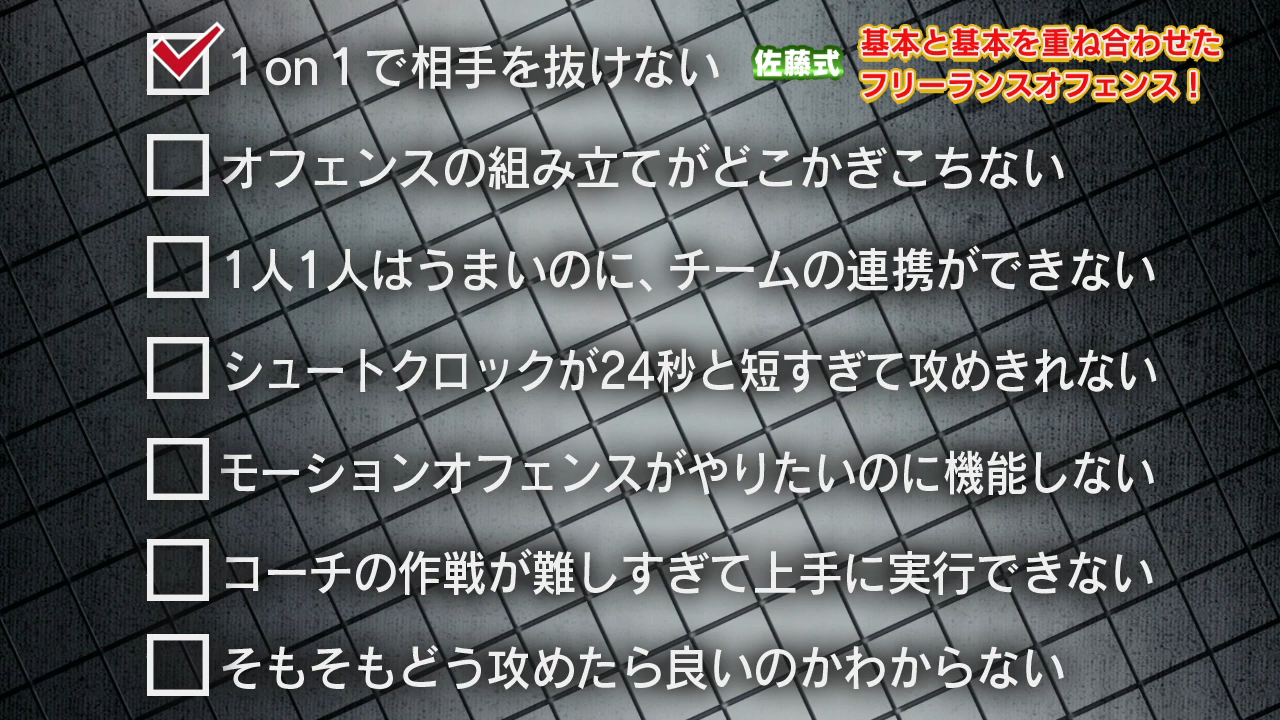 1on1で相手を抜けない
佐藤式
基本と基本を重ね合わせた
フリーランスオフェンス！
オフェンスの組み立てがどこかぎこちない
1人1人はうまいのに、チームの連携ができない
シュートクロックが24秒と短すぎて攻めきれない
モーションオフェンスがやりたいのに機能しない
コーチの作戦が難しすぎて上手に実行できない
そもそもどう攻めたら良いのかわからない